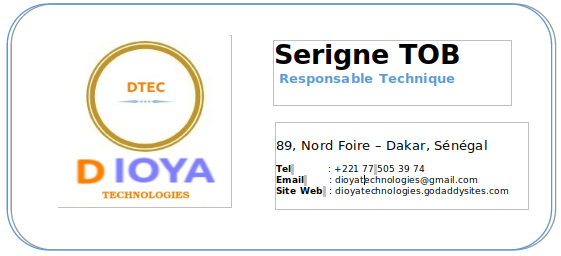 DTEC
DIOYA
TECHNOLOGIES
Serigne TOB
Responsable Technique
89, Nord Foire – Dakar, Sénégal
Tel : +221 77 505 39 74
Email : dioyatechnologies@gmail.com
Site Web : dioyatechnologies.godaddysites.com